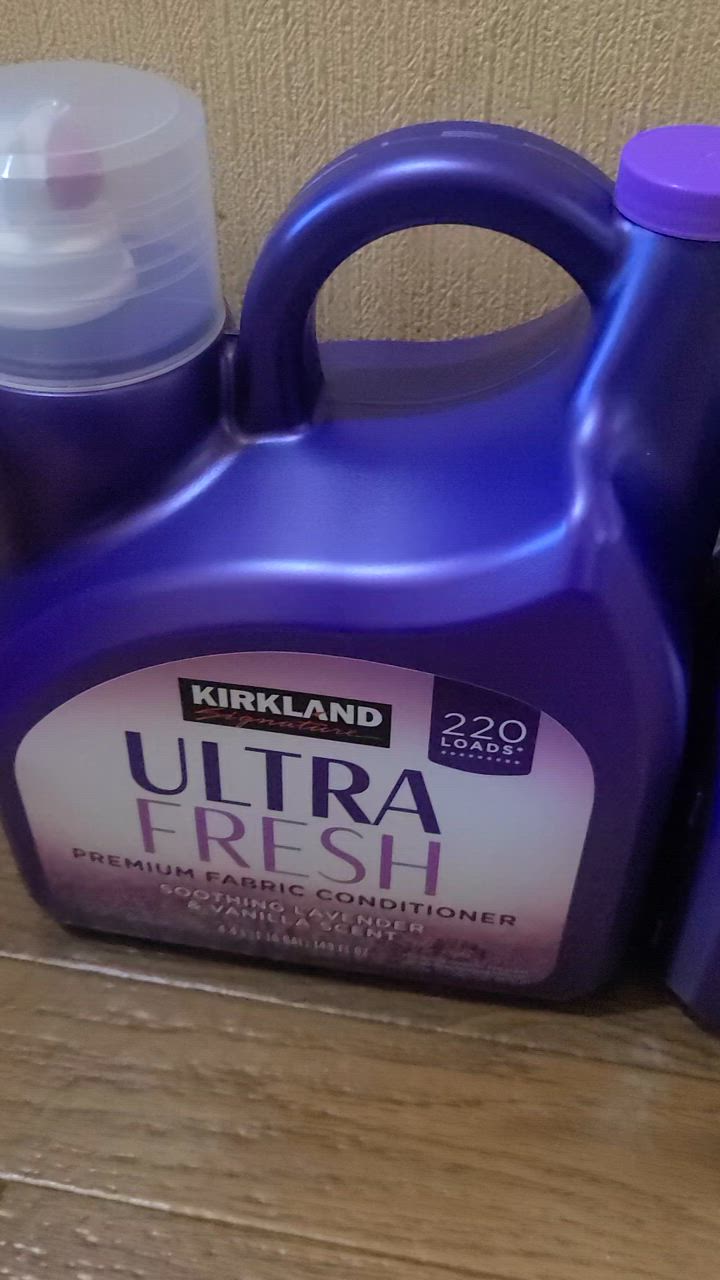 KIRKLAND
Signature
220
LOADS*
ULTRA
FRESH
PREMIUM FABRIC CONDITIONER
SOOTHING LAVENDER
& VANILLA SCENT